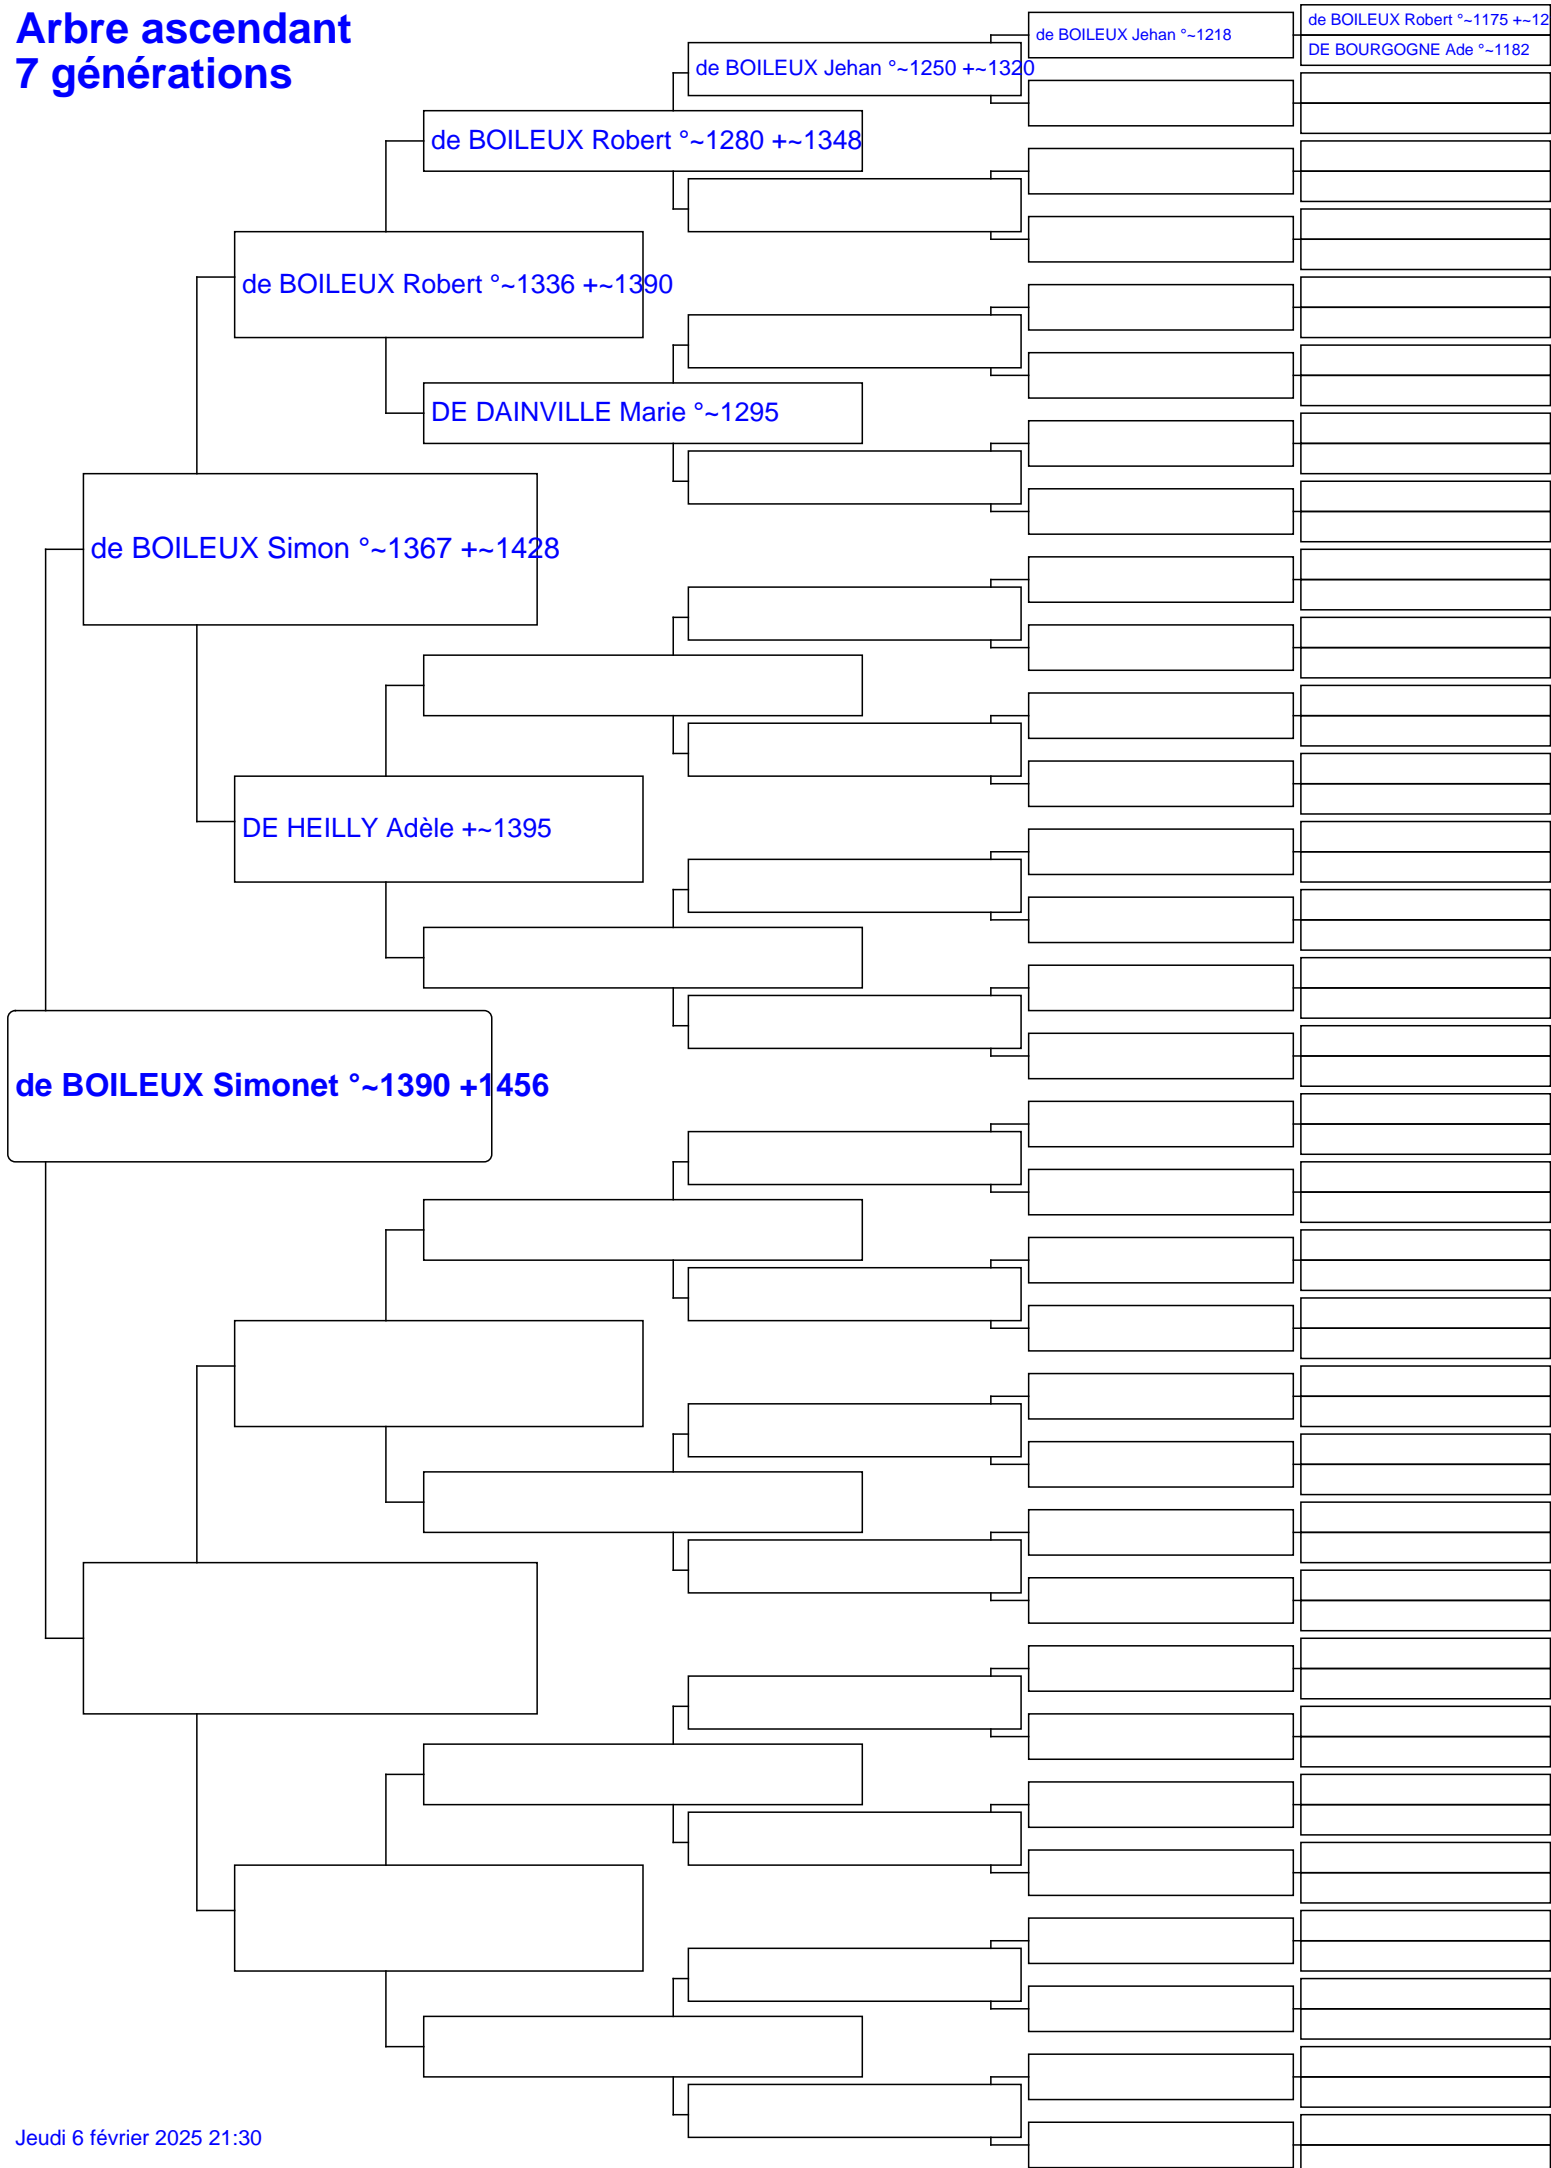 Arbre ascendant
7 générations
de BOILEUX Robert °~1175 +~12
DE BOURGOGNE Ade °~1182
de BOILEUX Jehan °~1218
de BOILEUX Jehan °~1250 +~1320
de BOILEUX Robert °~1280 +~1348
de BOILEUX Robert °~1336 +~1390
DE DAINVILLE Marie °~1295
de BOILEUX Simon °~1367 +~1428
DE HEILLY Adèle +~1395
de BOILEUX Simonet °~1390 +1456
Jeudi 6 février 2025 21:30